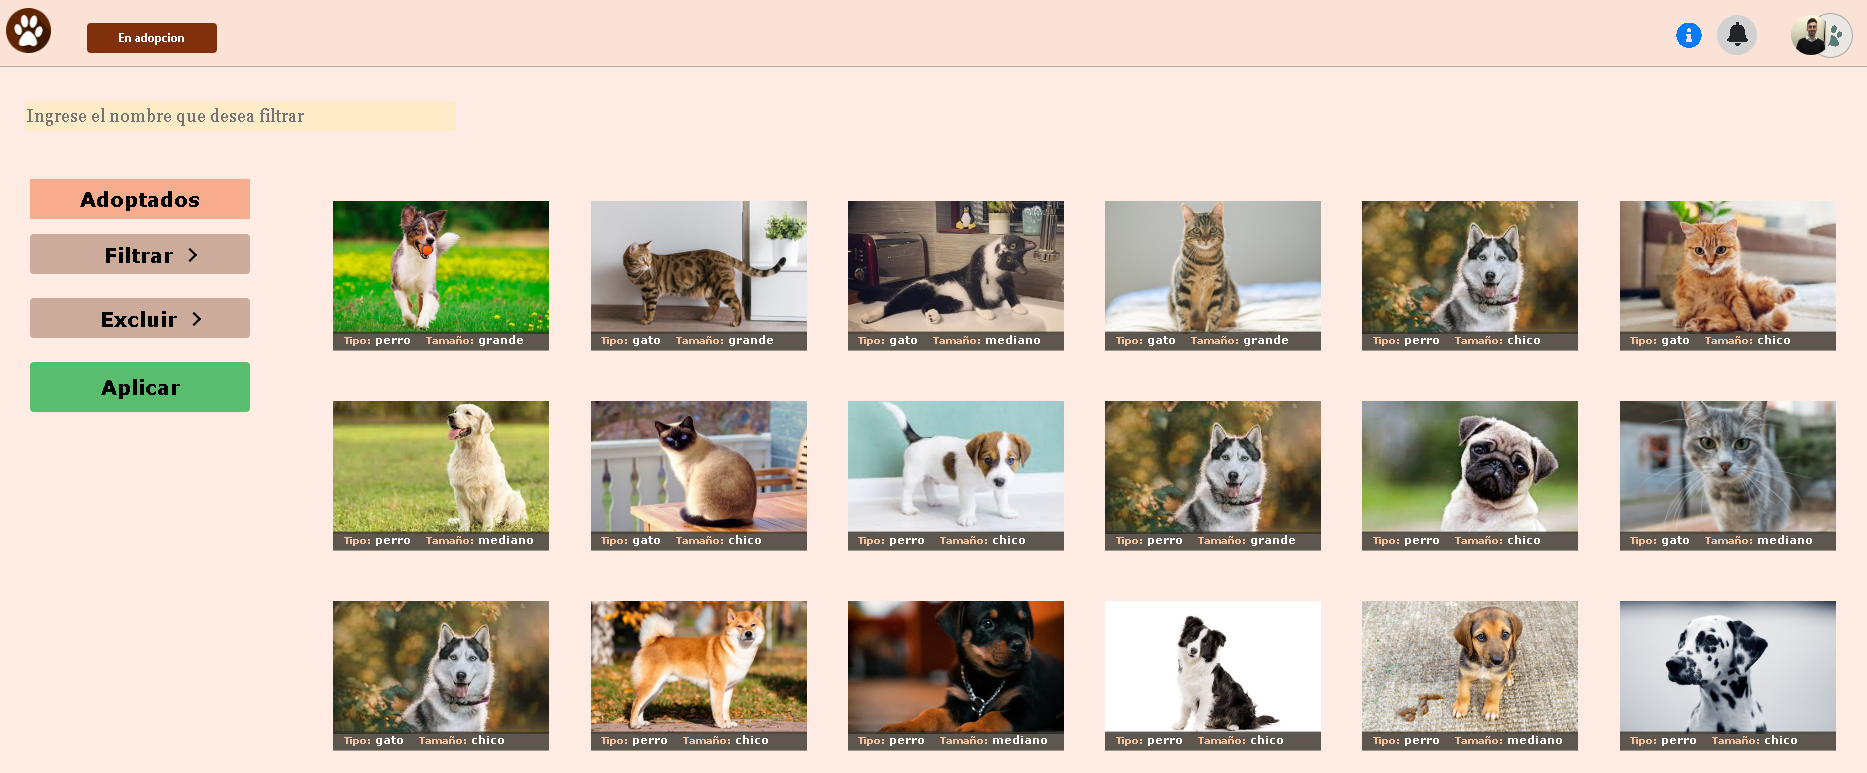 En adopcion
Ingrese el nombre que desea filtrar
Adoptados
Filtrar
Excluir
Aplicar
Tipo: perro Tamaño: grande
Tipo: gato Tamaño: grande
Tipo: gato Tamaño: mediano
Tipo: gato Tamaño: grande
Tipo: perro Tamaño: chico
Tipo: gato Tamaño: chico
Tipo: perro Tamaño: mediano
Tipo: gato Tamaño: chico
Tipo: perro Tamaño: chico
Tipo: perro Tamaño: grande
Tipo: perro Tamaño: chico
Tipo: gato Tamaño: mediano
Tipo: gato Tamaño: chico
Tipo: perro Tamaño: chico
Tipo: perro Tamaño: mediano
Tipo: perro Tamaño: chico
Tipo: perro Tamaño: mediano
Tipo: perro Tamaño: chico